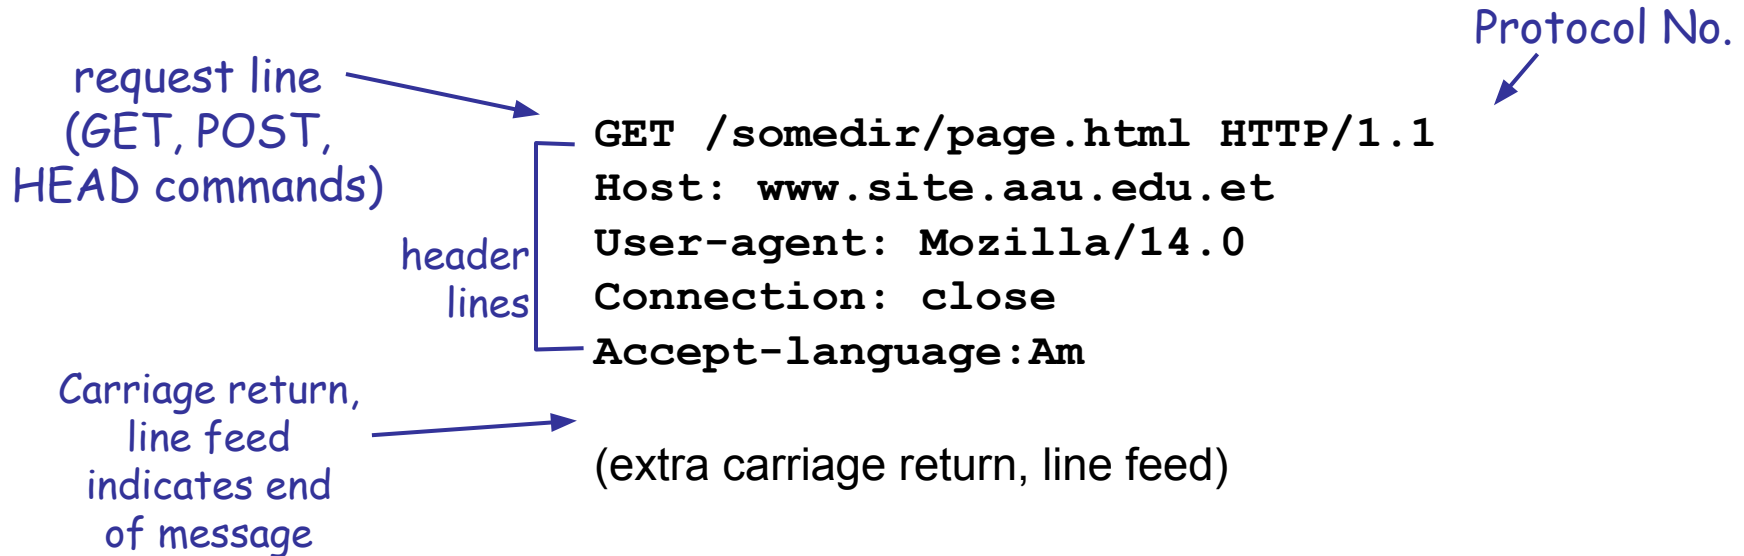 Protocol No.
request line
(GET, POST,
HEAD commands)
GET /somedir/page.html HTTP/1.1
Host: www.site.aau.edu.et
User-agent: Mozilla/14.0
Connection: close
Accept-language:Am
header
lines
Carriage return,
line feed
indicates end
of message
(extra carriage return, line feed)